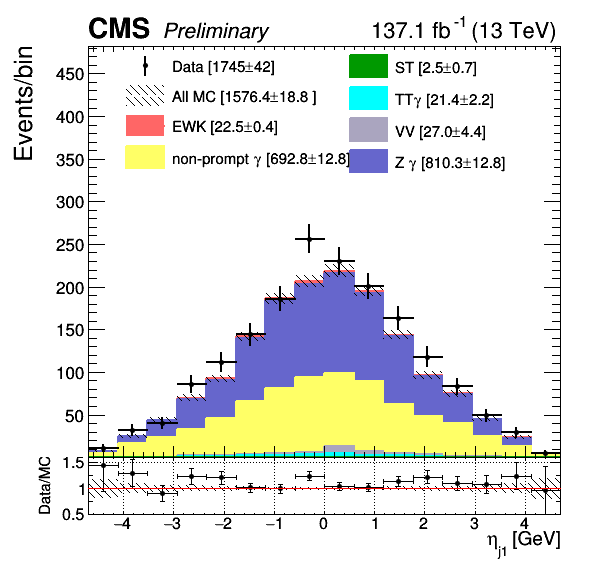 CMS Preliminary 137.1 fb⁻¹ (13 TeV)
Events/bin
450
400
350
300
250
200
150
100
50
Data [1745±42]
All MC [1576.4±18.8 ]
EWK [22.5±0.4]
non-prompt γ [692.8±12.8]
ST [2.5±0.7]
TTγ [21.4±2.2]
VV [27.0±4.4]
Z γ [810.3±12.8]
Data/MC
1.5
1
0.5
−4 −3 −2 −1 0 1 2 3 4
η_j1 [GeV]